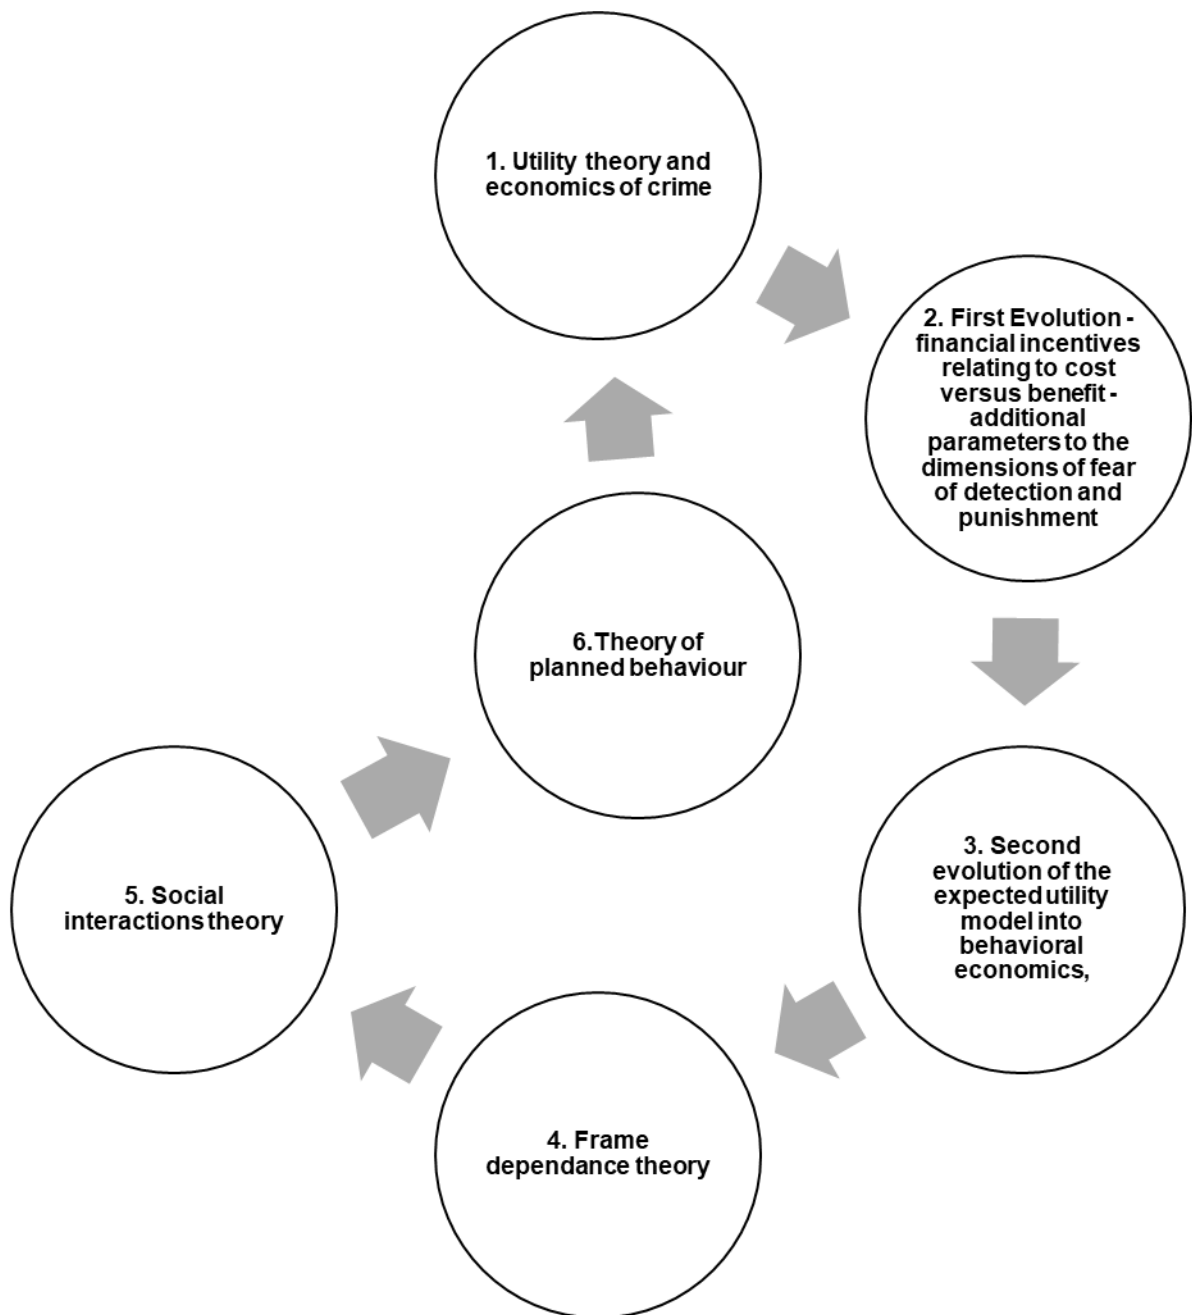 1. Utility theory and
economics of crime
2. First Evolution -
financial incentives
relating to cost
versus benefit -
additional
parameters to the
dimensions of fear
of detection and
punishment
3. Second
evolution of the
expected utility
model into
behavioral
economics,
4. Frame
dependance theory
5. Social
interactions theory
6.Theory of
planned behaviour